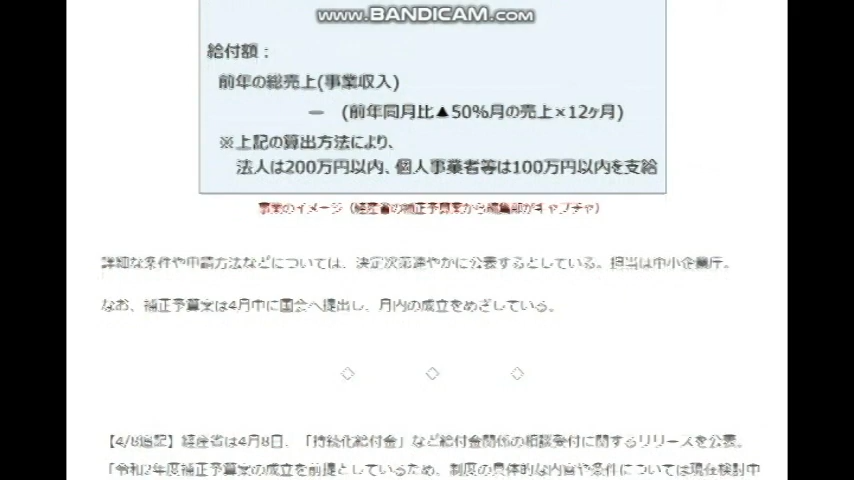 www.BANDICAM.com
給付額：
前年の総売上(事業収入)
－ (前年同月比▲50%月の売上×12ヶ月)
※上記の算出方法により、
法人は200万円以内、個人事業者等は100万円以内を支給
事業のイメージ（経産省の補正予算案から編集部がキャプチャ）
詳細な条件や申請方法などについては、決定次第速やかに公表するとしている。担当は中小企業庁。
なお、補正予算案は4月中に国会へ提出し、月内の成立をめざしている。
◇ ◇ ◇
【4/8追記】経産省は4月8日、「持続化給付金」など給付金関係の相談受付に関するリリースを公表。
「令和2年度補正予算案の成立を前提としているため、制度の具体的な内容や条件については現在検討中